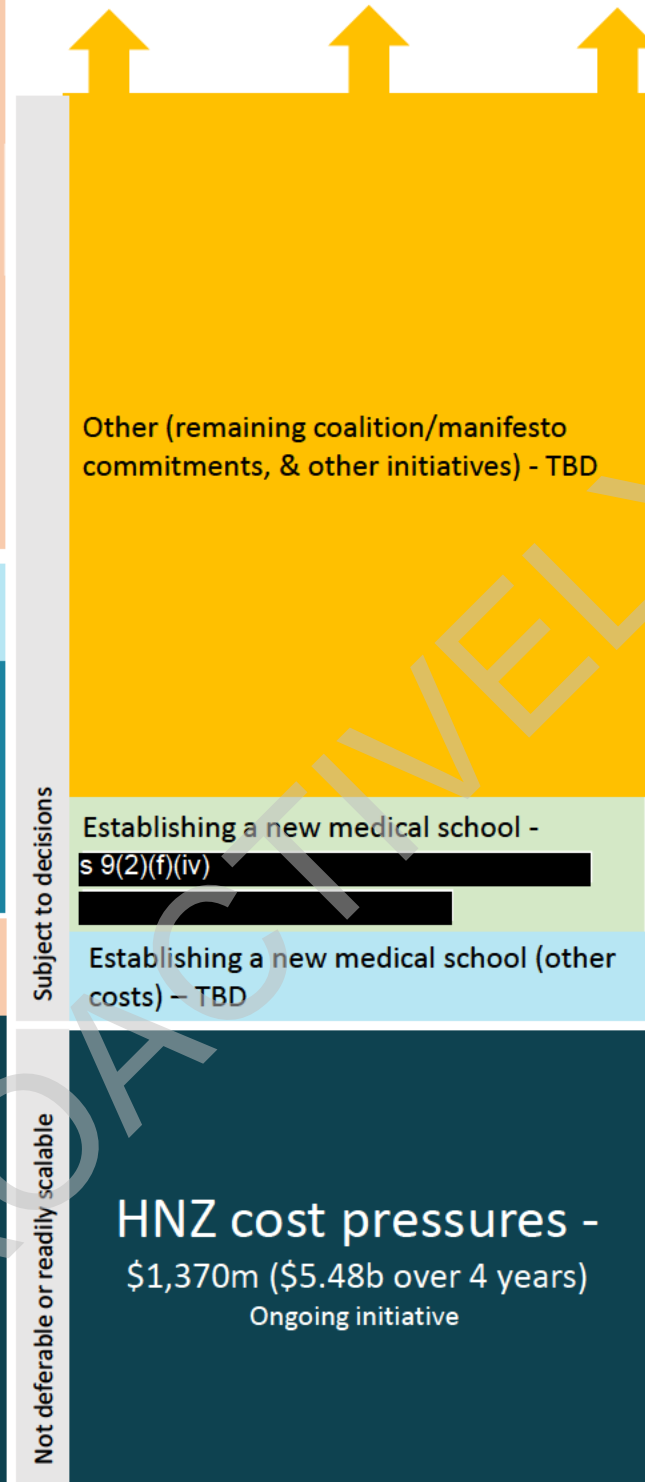 Other (remaining coalition/manifesto
commitments, & other initiatives) - TBD
Subject to decisions
Establishing a new medical school -
s 9(2)(f)(iv)
Establishing a new medical school (other
costs) – TBD
Not deferable or readily scalable
HNZ cost pressures -
$1,370m ($5.48b over 4 years)
Ongoing initiative
OACTIVELY